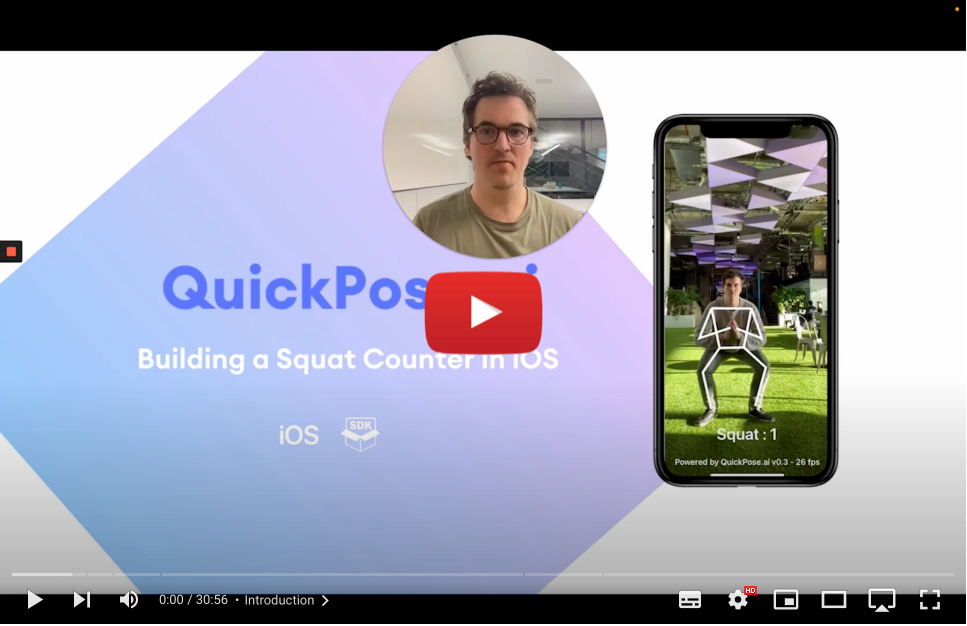 QuickPos
.ai
Building a Squat Counter in iOS
iOS
SDK
Squat : 1
Powered by QuickPose.ai v0.3 - 26 fps
0:00 / 30:56 • Introduction
HD